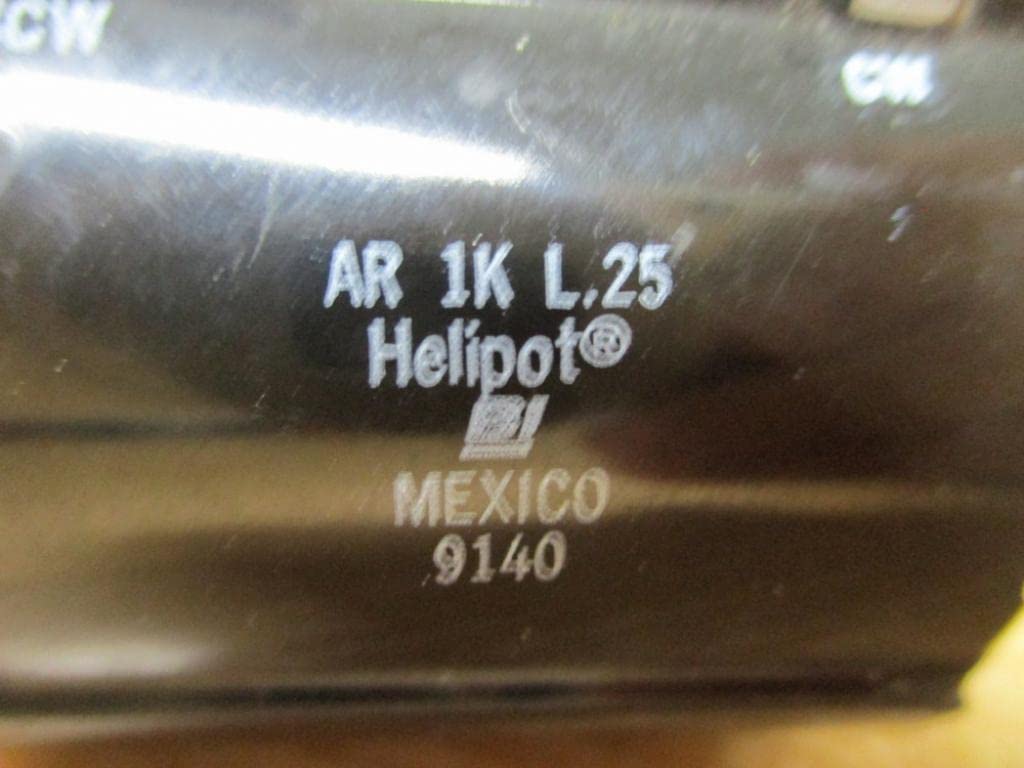 CCW
CW
AR 1K L.25
Helipot®
MEXICO
9140